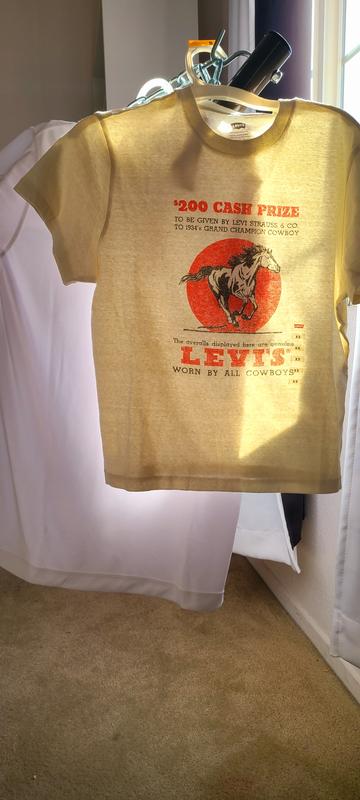 $200 CASH PRIZE
TO BE GIVEN BY LEVI STRAUSS & CO.
TO 1934's GRAND CHAMPION COWBOY
The overalls displayed here are genuine
LEVI'S®
WORN BY ALL COWBOYS